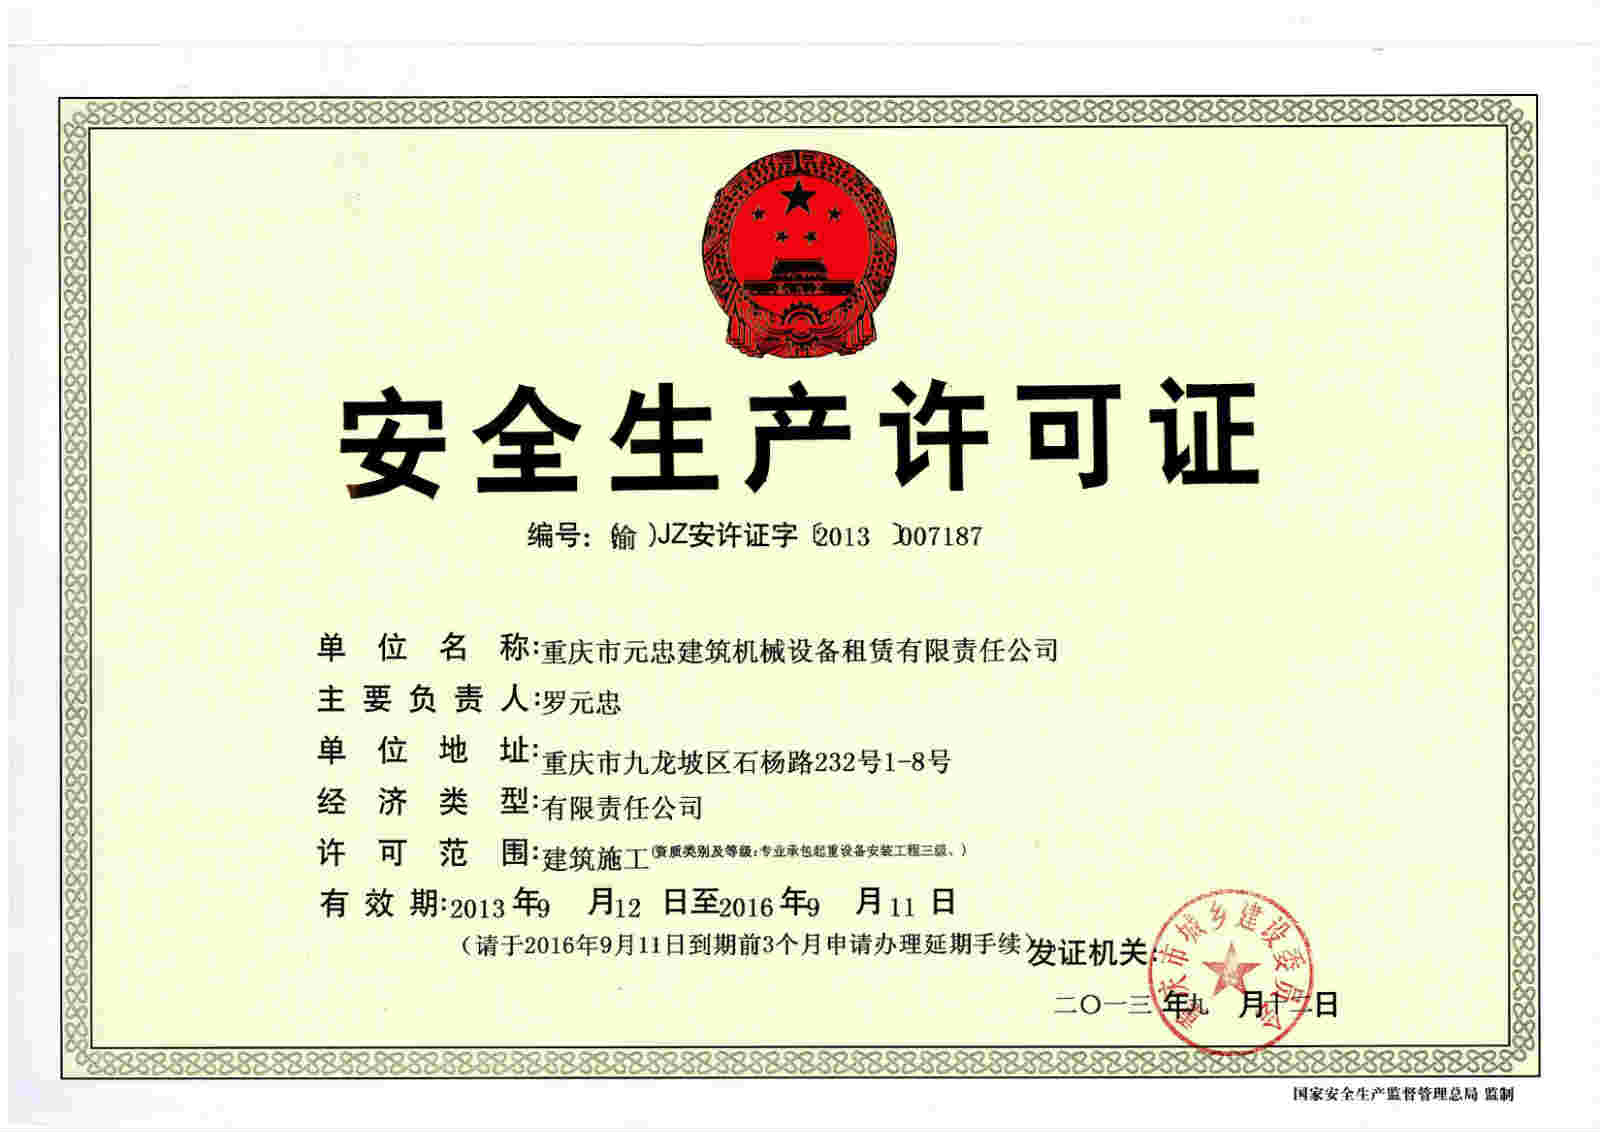 安全生产许可证
编号：（渝）JZ安许证字〔2013〕007187
单位名称：重庆市元忠建筑机械设备租赁有限责任公司
主要负责人：罗元忠
单位地址：重庆市九龙坡区石杨路232号1-8号
经济类型：有限责任公司
许可范围：建筑施工（资质类别及等级：专业承包起重设备安装工程三级、）
有效期：2013年9月12日至2016年9月11日
（请于2016年9月11日到期前3个月申请办理延期手续）
发证机关：
重庆市城乡建设委员会
二〇一三年九月十二日
国家安全生产监督管理总局 监制